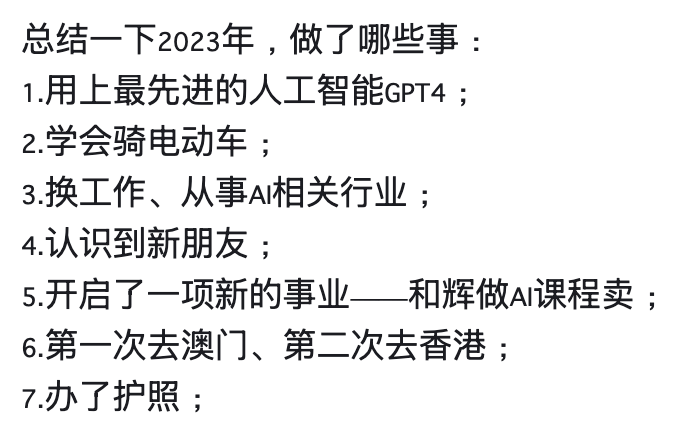 总结一下2023年，做了哪些事：
1.用上最先进的人工智能GPT4；
2.学会骑电动车；
3.换工作、从事AI相关行业；
4.认识到新朋友；
5.开启了一项新的事业——和辉做AI课程卖；
6.第一次去澳门、第二次去香港；
7.办了护照；